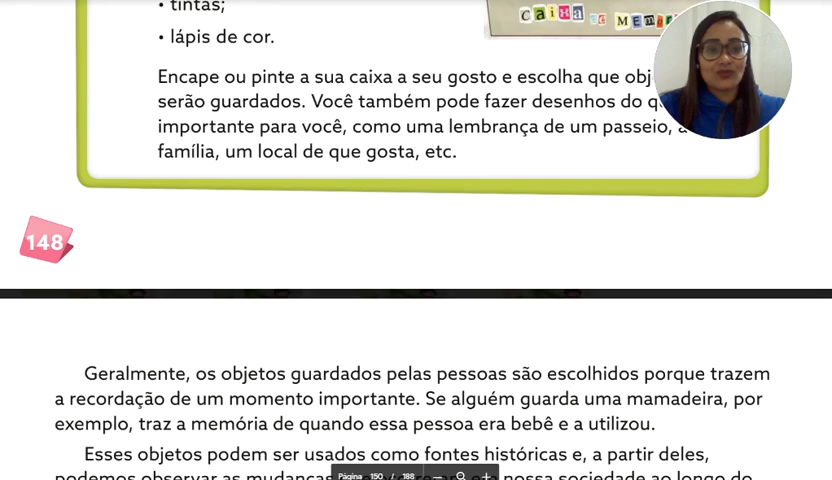 • tintas;
• lápis de cor.
CAixa DE MEMÓR
Encape ou pinte a sua caixa a seu gosto e escolha que obj
serão guardados. Você também pode fazer desenhos do q
importante para você, como uma lembrança de um passeio, a
família, um local de que gosta, etc.
148
Geralmente, os objetos guardados pelas pessoas são escolhidos porque trazem
a recordação de um momento importante. Se alguém guarda uma mamadeira, por
exemplo, traz a memória de quando essa pessoa era bebê e a utilizou.
Esses objetos podem ser usados como fontes históricas e, a partir deles,
podemos observar as mudanças em nossa sociedade ao longo do
Página 150 / 188